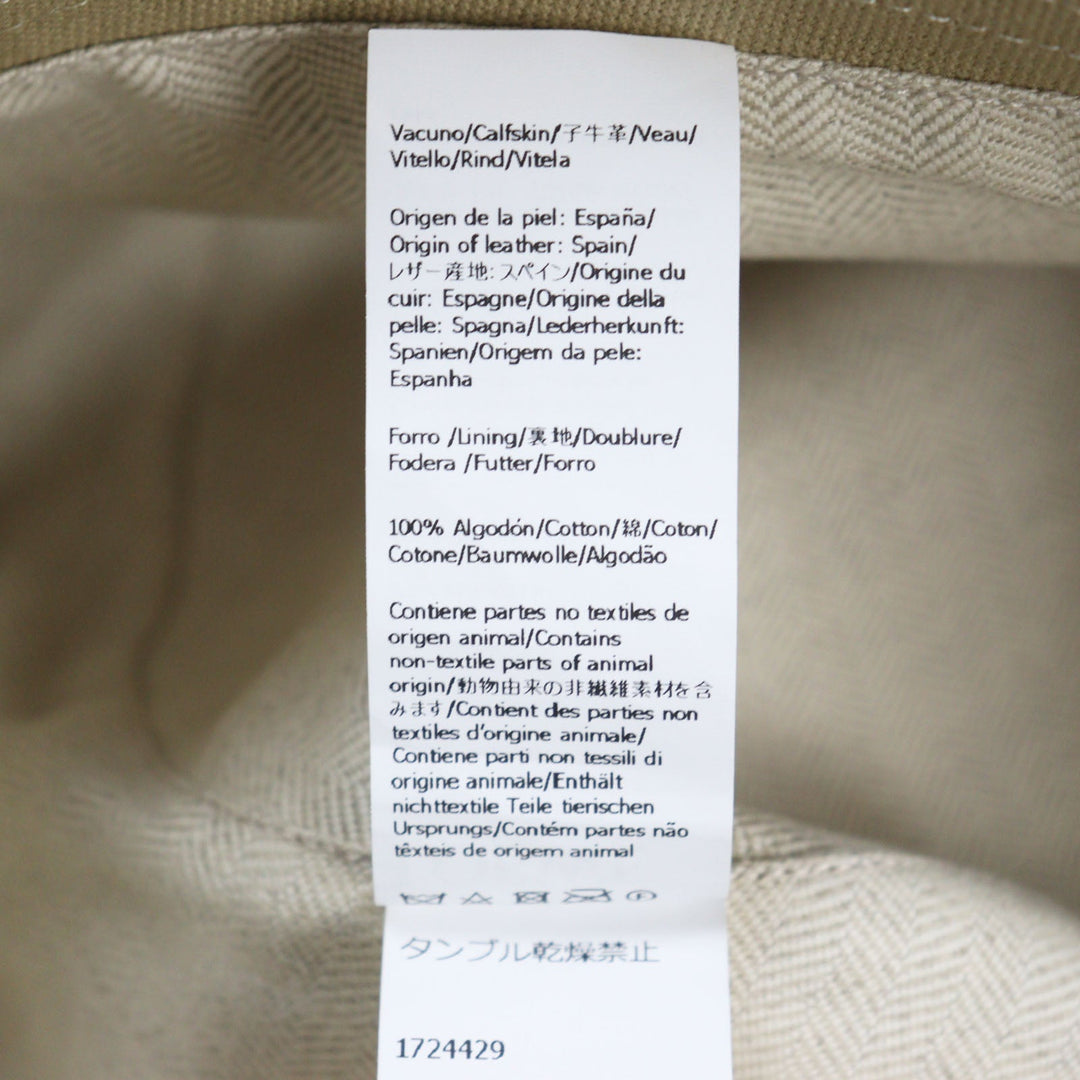 Vacuno/Calfskin/子牛革/Veau/
Vitello/Rind/Vitela
Origen de la piel: España/
Origin of leather: Spain/
レザー産地: スペイン/Origine du
cuir: Espagne/Origine della
pelle: Spagna/Lederherkunft:
Spanien/Origem da pele:
Espanha
Forro /Lining/裏地/Doublure/
Fodera /Futter/Forro
100% Algodón/Cotton/綿/Coton/
Cotone/Baumwolle/Algodão
Contiene partes no textiles de
origen animal/Contains
non-textile parts of animal
origin/動物由来の非繊維素材を含
みます/Contient des parties non
textiles d'origine animale/
Contiene parti non tessili di
origine animale/Enthält
nichttextile Teile tierischen
Ursprungs/Contém partes não
têxteis de origem animal
タンブル乾燥禁止
1724429